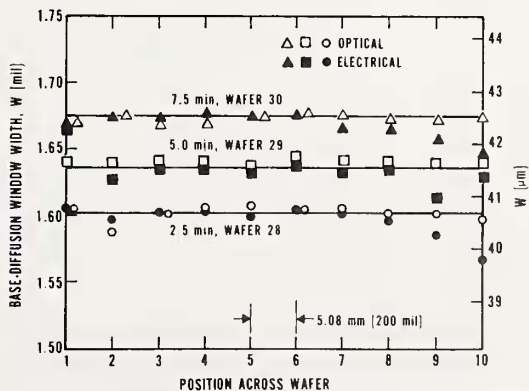 1.75
1.70
1.65
1.60
1.55
1.50
BASE-DIFFUSION WINDOW WIDTH, W [mil]
OPTICAL
ELECTRICAL
7.5 min, WAFER 30
5.0 min, WAFER 29
2.5 min, WAFER 28
5.08 mm [200 mil]
44
43
42
41
40
39
W [μm]
1 2 3 4 5 6 7 8 9 10
POSITION ACROSS WAFER